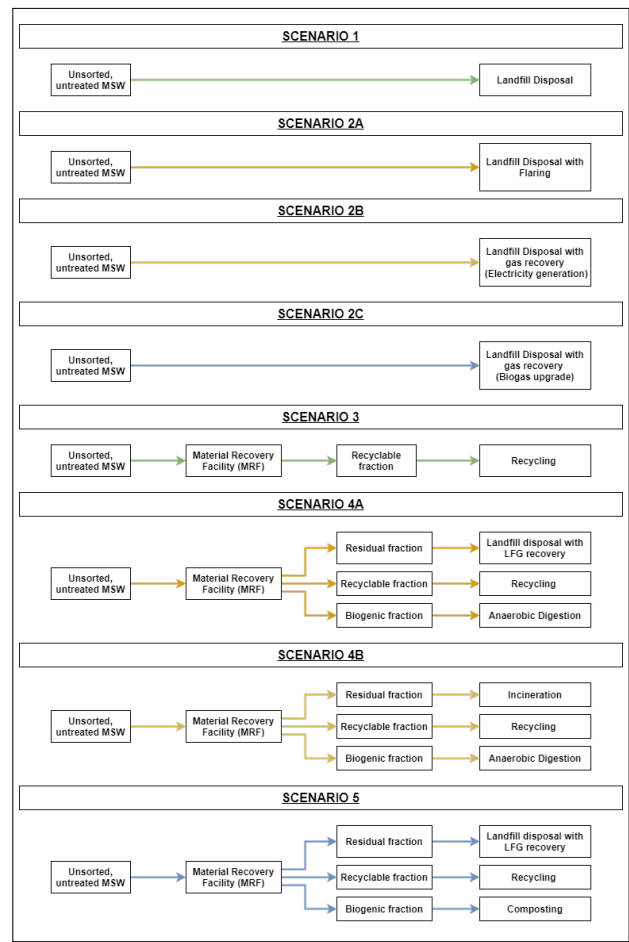 SCENARIO 1
Unsorted,
untreated MSW
Landfill Disposal
SCENARIO 2A
Unsorted,
untreated MSW
Landfill Disposal with
Flaring
SCENARIO 2B
Unsorted,
untreated MSW
Landfill Disposal with
gas recovery
(Electricity generation)
SCENARIO 2C
Unsorted,
untreated MSW
Landfill Disposal with
gas recovery
(Biogas upgrade)
SCENARIO 3
Unsorted,
untreated MSW
Material Recovery
Facility (MRF)
Recyclable
fraction
Recycling
SCENARIO 4A
Unsorted,
untreated MSW
Material Recovery
Facility (MRF)
Residual fraction
Landfill disposal with
LFG recovery
Recyclable fraction
Recycling
Biogenic fraction
Anaerobic Digestion
SCENARIO 4B
Unsorted,
untreated MSW
Material Recovery
Facility (MRF)
Residual fraction
Incineration
Recyclable fraction
Recycling
Biogenic fraction
Anaerobic Digestion
SCENARIO 5
Unsorted,
untreated MSW
Material Recovery
Facility (MRF)
Residual fraction
Landfill disposal with
LFG recovery
Recyclable fraction
Recycling
Biogenic fraction
Composting